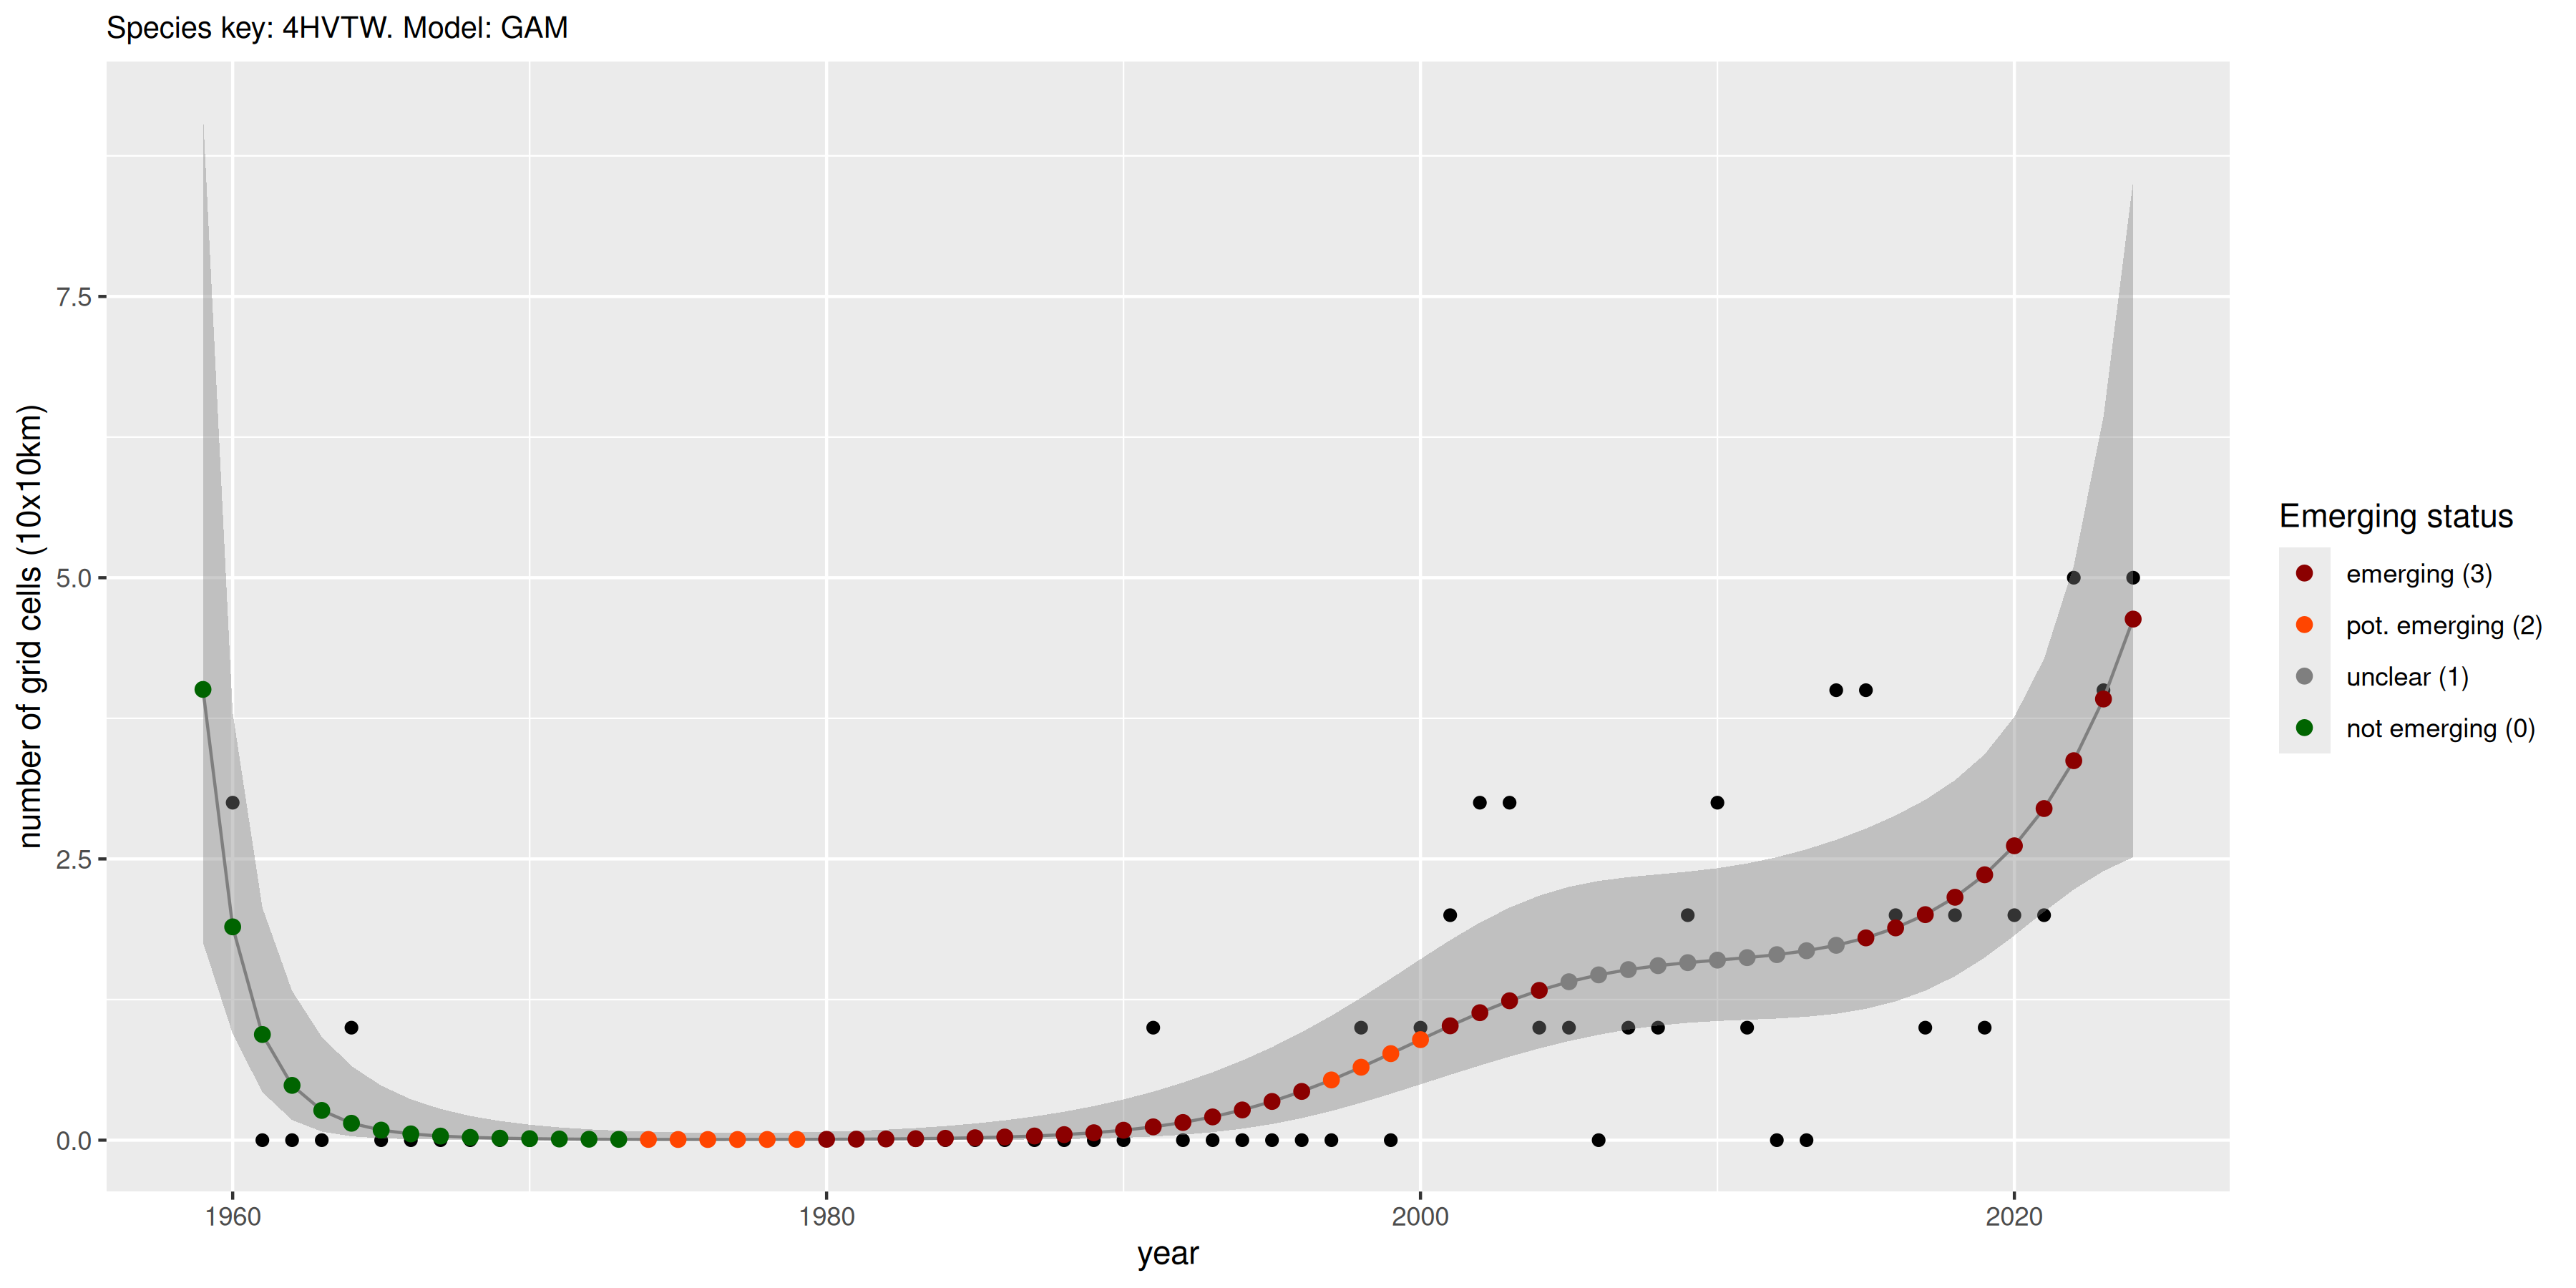 Species key: 4HVTW. Model: GAM
number of grid cells (10x10km)
7.5
5.0
2.5
0.0
1960
1980
2000
2020
year
Emerging status
emerging (3)
pot. emerging (2)
unclear (1)
not emerging (0)